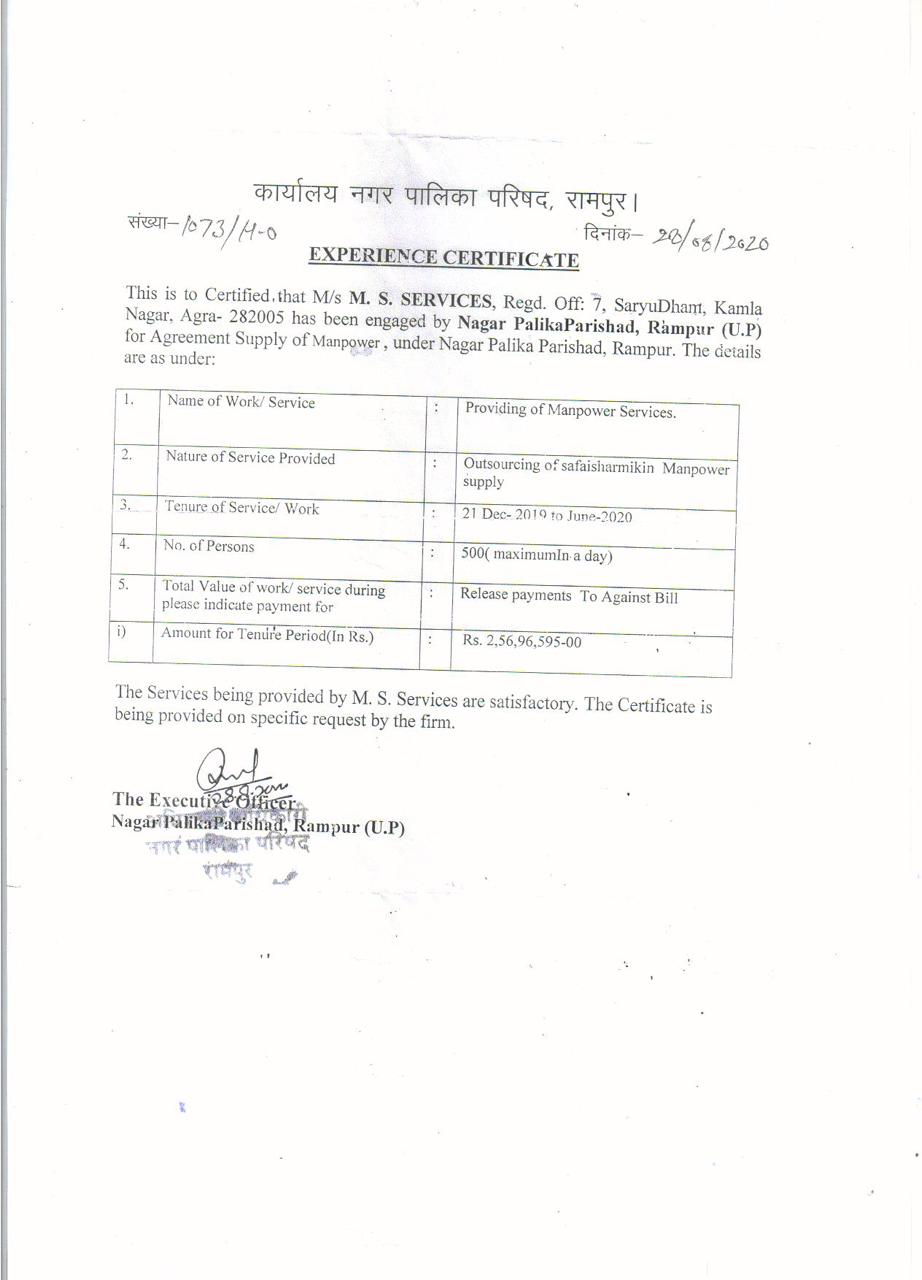 कार्यालय नगर पालिका परिषद, रामपुर।
संख्या– 1073/H-0 दिनांक– 28/08/2020
EXPERIENCE CERTIFICATE
This is to Certified that M/s M. S. SERVICES, Regd. Off: 7, SaryuDham, Kamla
Nagar, Agra- 282005 has been engaged by Nagar PalikaParishad, Rampur (U.P)
for Agreement Supply of Manpower, under Nagar Palika Parishad, Rampur. The details
are as under:
1. Name of Work/ Service : Providing of Manpower Services.
2. Nature of Service Provided : Outsourcing of safaisharmikin Manpower
supply
3. Tenure of Service/ Work : 21 Dec- 2019 to June-2020
4. No. of Persons : 500( maximumIn a day)
5. Total Value of work/ service during : Release payments To Against Bill
please indicate payment for
i) Amount for Tenure Period(In Rs.) : Rs. 2,56,96,595-00
The Services being provided by M. S. Services are satisfactory. The Certificate is
being provided on specific request by the firm.
The Executive Officer
Nagar PalikaParishad, Rampur (U.P)
नगर पालिका परिषद
रामपुर